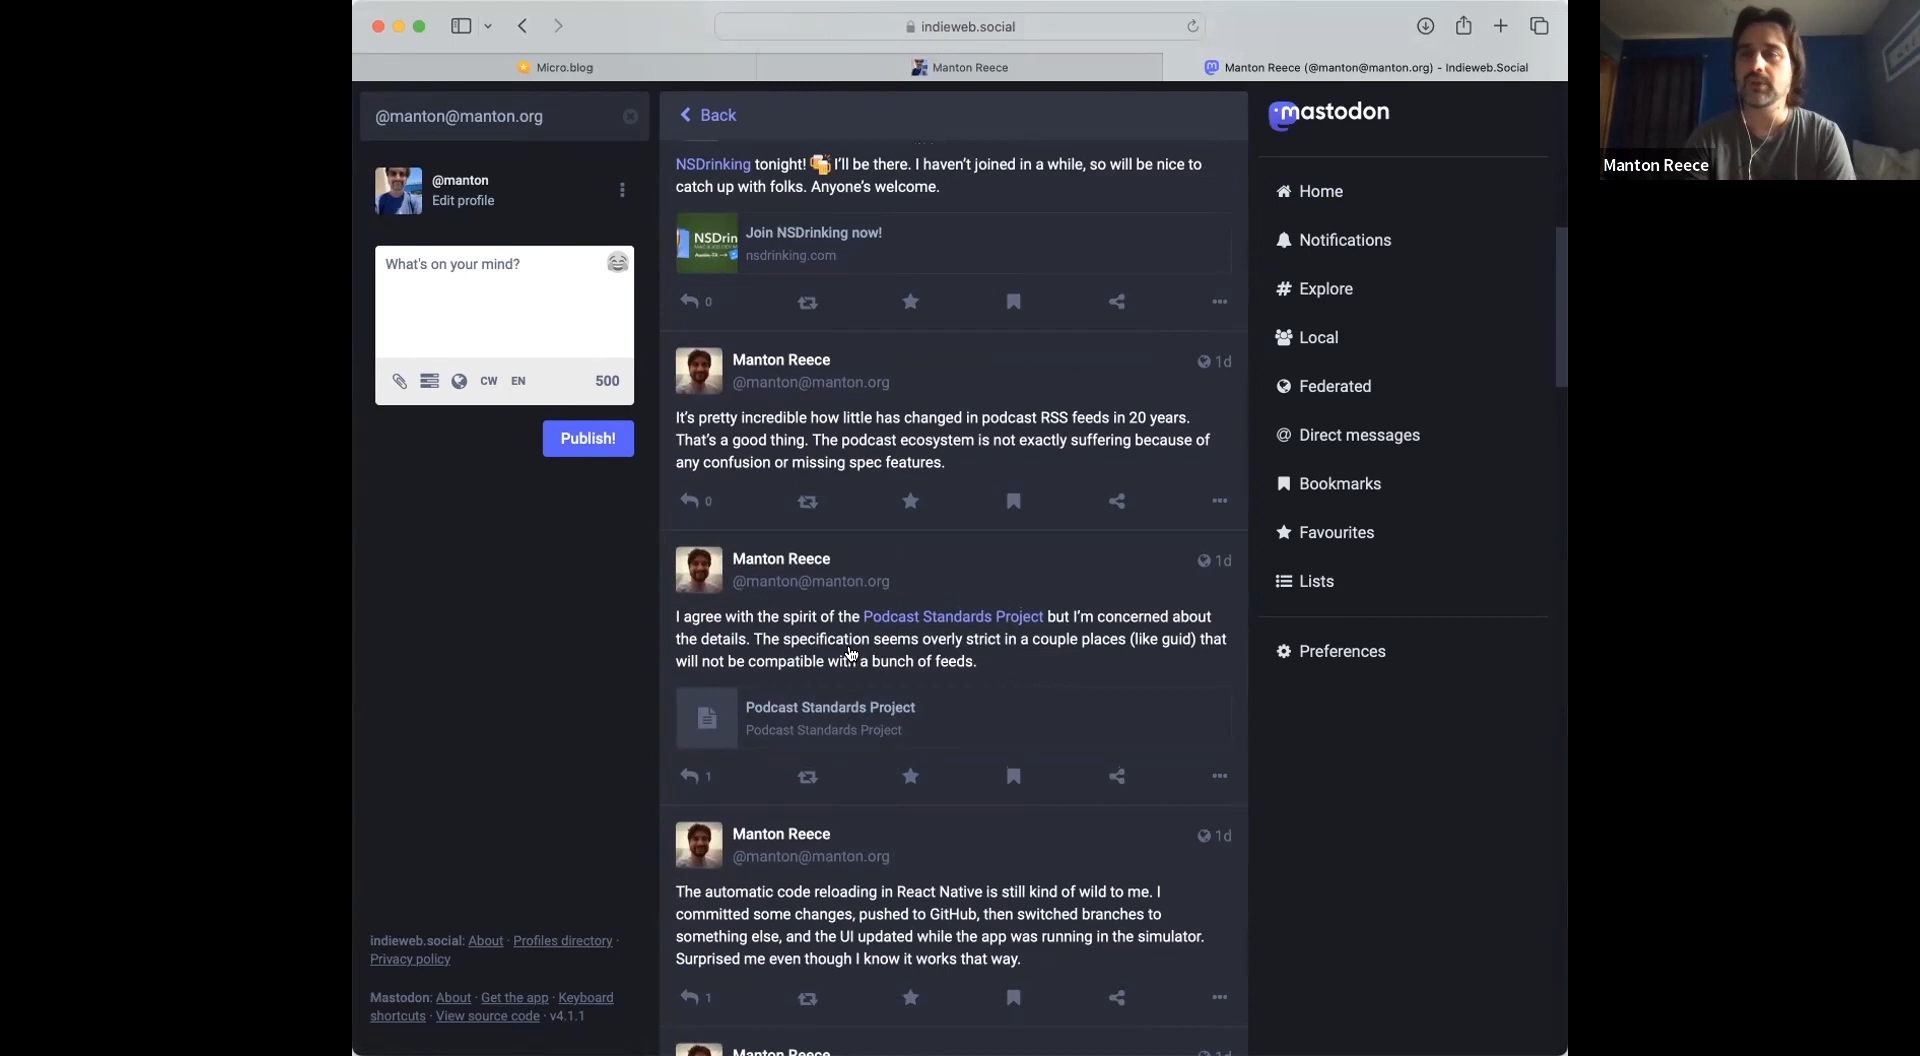 indieweb.social
Micro.blog
Manton Reece
Manton Reece (@manton@manton.org) - Indieweb.Social
@manton@manton.org
@manton
Edit profile
What's on your mind?
CW
EN
500
Publish!
indieweb.social: About · Profiles directory ·
Privacy policy
Mastodon: About · Get the app · Keyboard
shortcuts · View source code · v4.1.1
Back
NSDrinking tonight! 🍻 I'll be there. I haven't joined in a while, so will be nice to
catch up with folks. Anyone's welcome.
NSDrin
Join NSDrinking now!
nsdrinking.com
0
Manton Reece
1d
@manton@manton.org
It's pretty incredible how little has changed in podcast RSS feeds in 20 years.
That's a good thing. The podcast ecosystem is not exactly suffering because of
any confusion or missing spec features.
0
Manton Reece
1d
@manton@manton.org
I agree with the spirit of the Podcast Standards Project but I'm concerned about
the details. The specification seems overly strict in a couple places (like guid) that
will not be compatible with a bunch of feeds.
Podcast Standards Project
Podcast Standards Project
1
Manton Reece
1d
@manton@manton.org
The automatic code reloading in React Native is still kind of wild to me. I
committed some changes, pushed to GitHub, then switched branches to
something else, and the UI updated while the app was running in the simulator.
Surprised me even though I know it works that way.
1
Manton Reece
1d
mastodon
Home
Notifications
Explore
Local
Federated
@ Direct messages
Bookmarks
Favourites
Lists
Preferences
Manton Reece